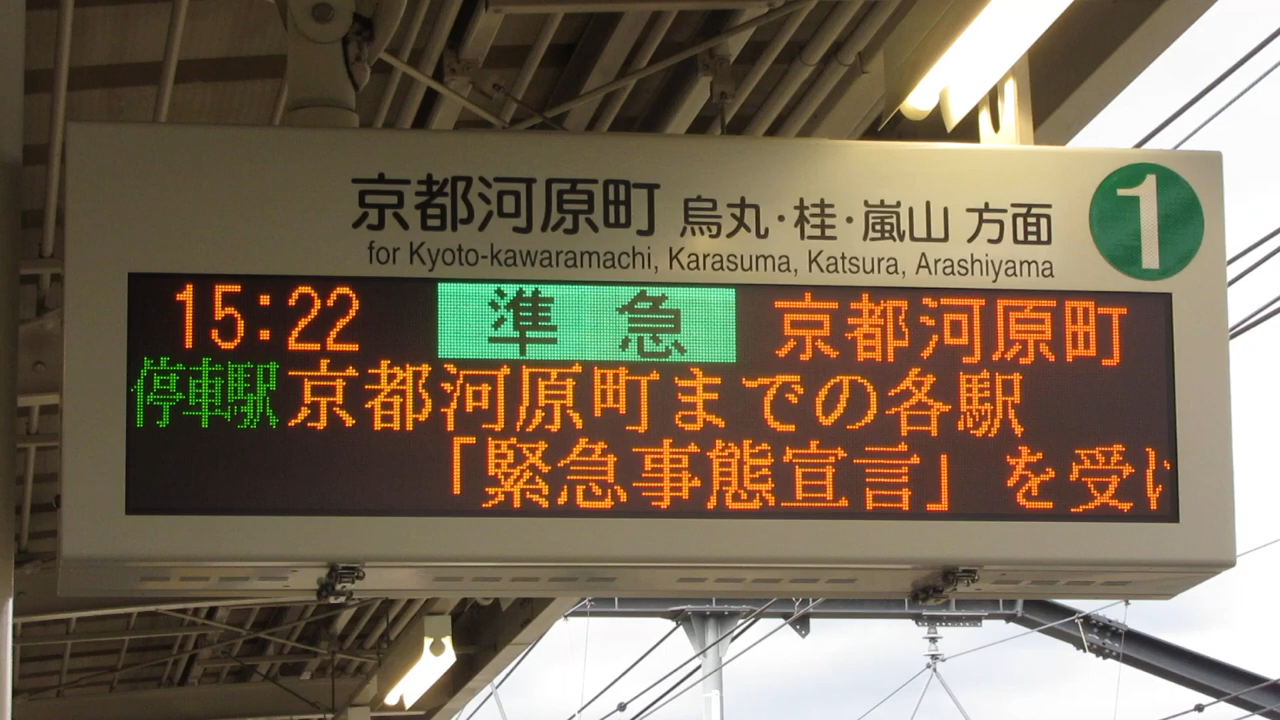 京都河原町 烏丸・桂・嵐山 方面
for Kyoto-kawaramachi, Karasuma, Katsura, Arashiyama
1
15:22 準急 京都河原町
停車駅 京都河原町までの各駅
「緊急事態宣言」を受け